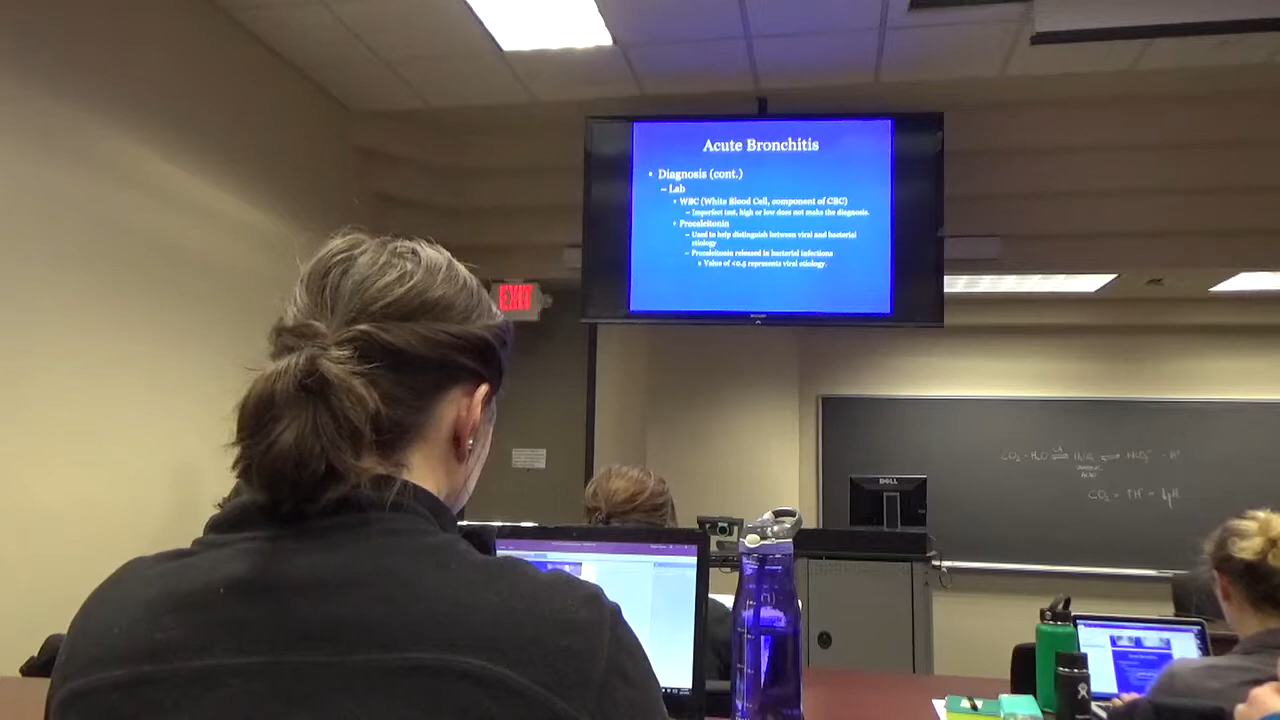 Acute Bronchitis
• Diagnosis (cont.)
– Lab
• WBC (White Blood Cell, component of CBC)
– Imperfect test, high or low does not make the diagnosis.
• Procalcitonin
– Used to help distinguish between viral and bacterial
etiology
– Procalcitonin released in bacterial infections
Value of <0.5 represents viral etiology.
EXIT
DELL
CO₂
CO₂ =